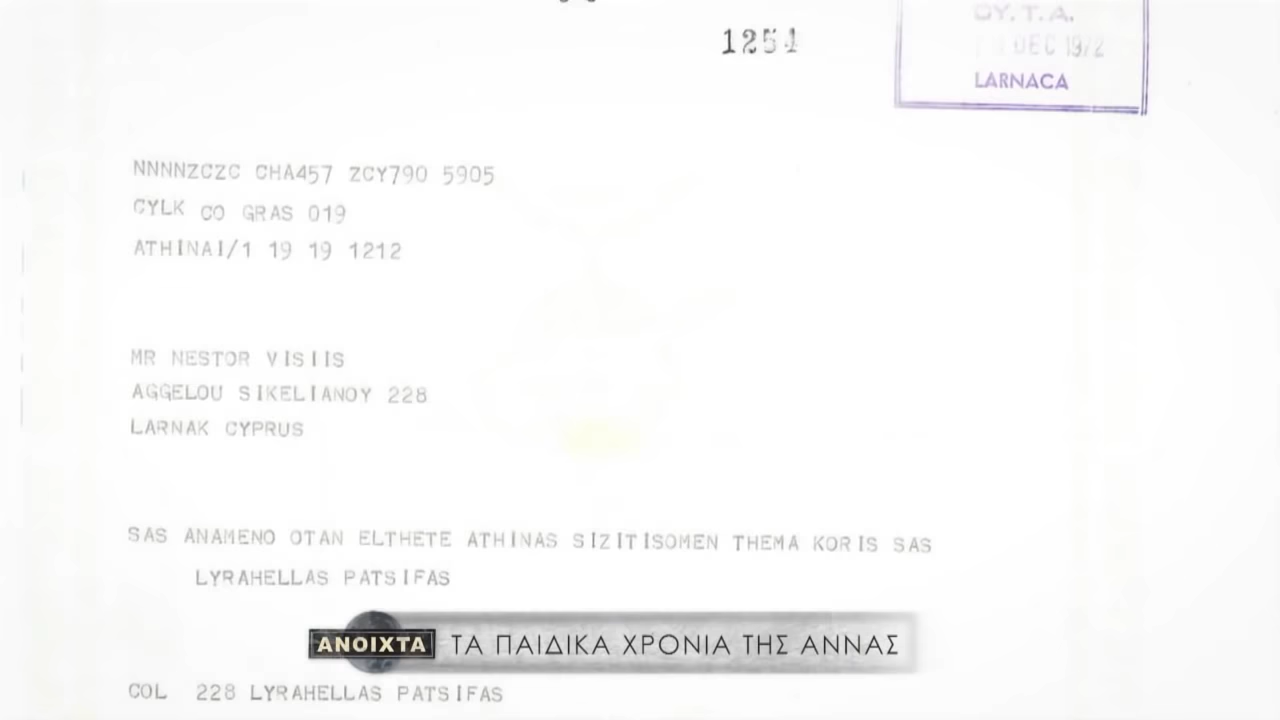 1254
CY.T.A.
DEC 1972
LARNACA
NNNNZCZC CHA457 ZCY790 5905
CYLK CO GRAS 019
ATHINAI/1 19 19 1212
MR NESTOR VISIIS
AGGELOU SIKELIANOY 228
LARNAK CYPRUS
SAS ANAMENO OTAN ELTHETE ATHINAS SIZITISOMEN THEMA KORIS SAS
LYRAHELLAS PATSIFAS
ΑΝΟΙΧΤΑ ΤΑ ΠΑΙΔΙΚΑ ΧΡΟΝΙΑ ΤΗΣ ΑΝΝΑΣ
COL 228 LYRAHELLAS PATSIFAS